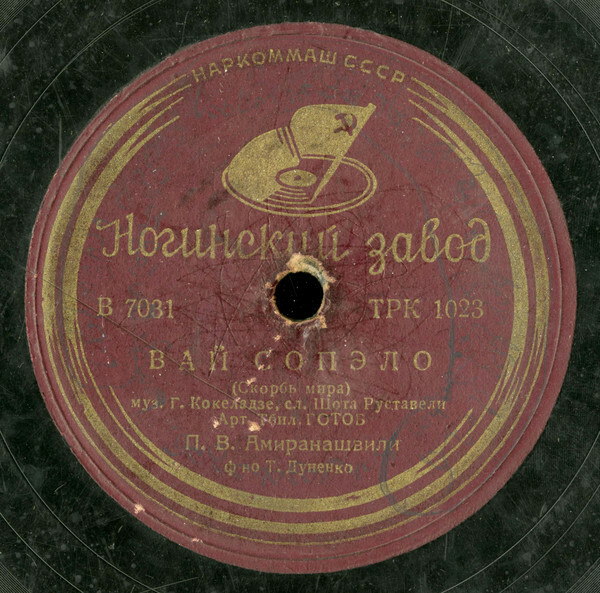 НАРКОММАШ СССР
Ногинский завод
В 7031 ТРК 1023
ВАЙ СОПЭЛО
(Скорбь мира)
муз. Г. Кокеладзе, сл. Шота Руставели
Арт. Тбил. ГОТОБ
П. В. Амиранашвили
ф-но Т. Дуненко